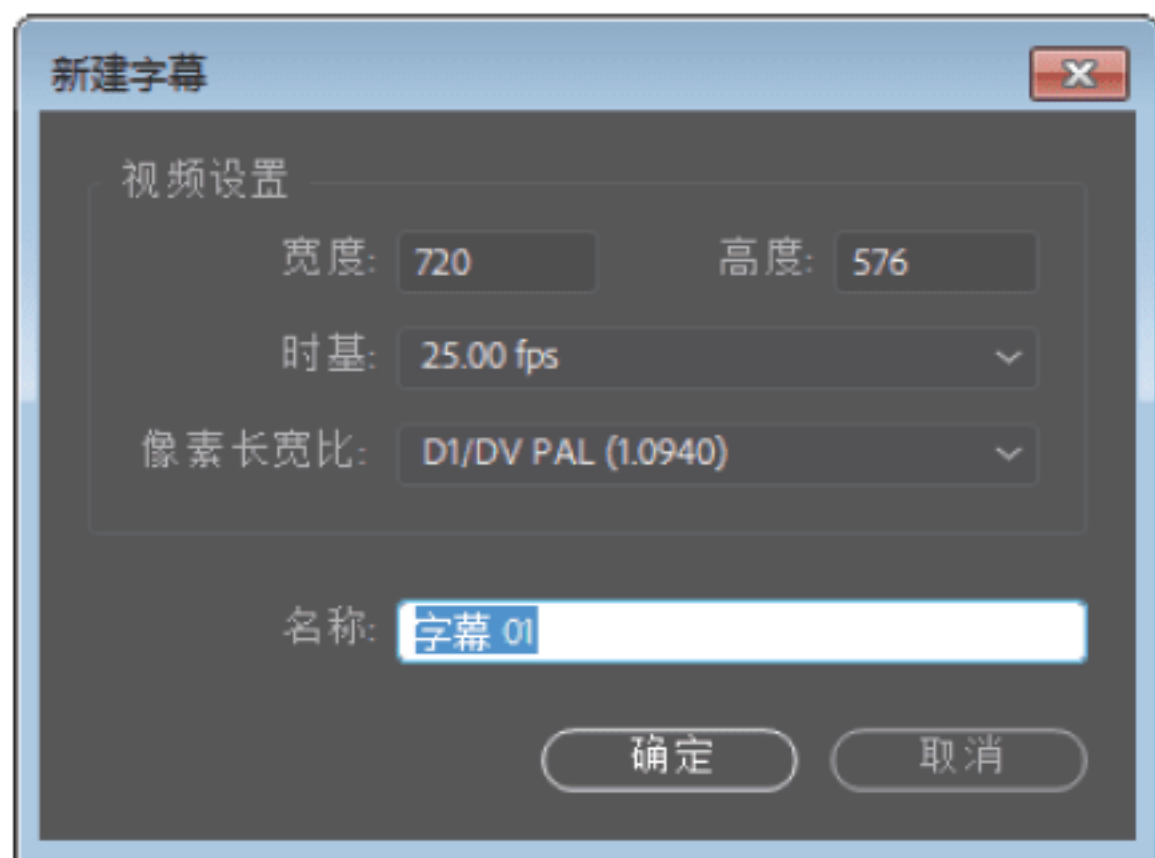 新建字幕
视频设置
宽度: 720 高度: 576
时基: 25.00 fps
像素长宽比: D1/DV PAL (1.0940)
名称: 字幕 01
确定 取消